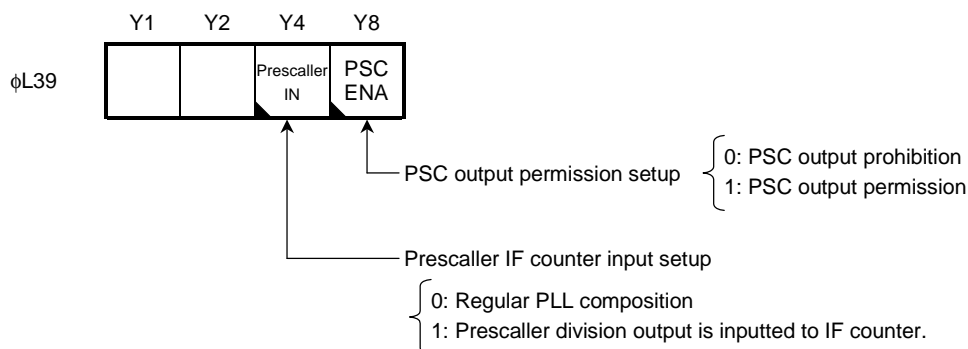 Y1 Y2 Y4 Y8
φL39
Prescaller
IN
PSC
ENA
PSC output permission setup
0: PSC output prohibition
1: PSC output permission
Prescaller IF counter input setup
0: Regular PLL composition
1: Prescaller division output is inputted to IF counter.